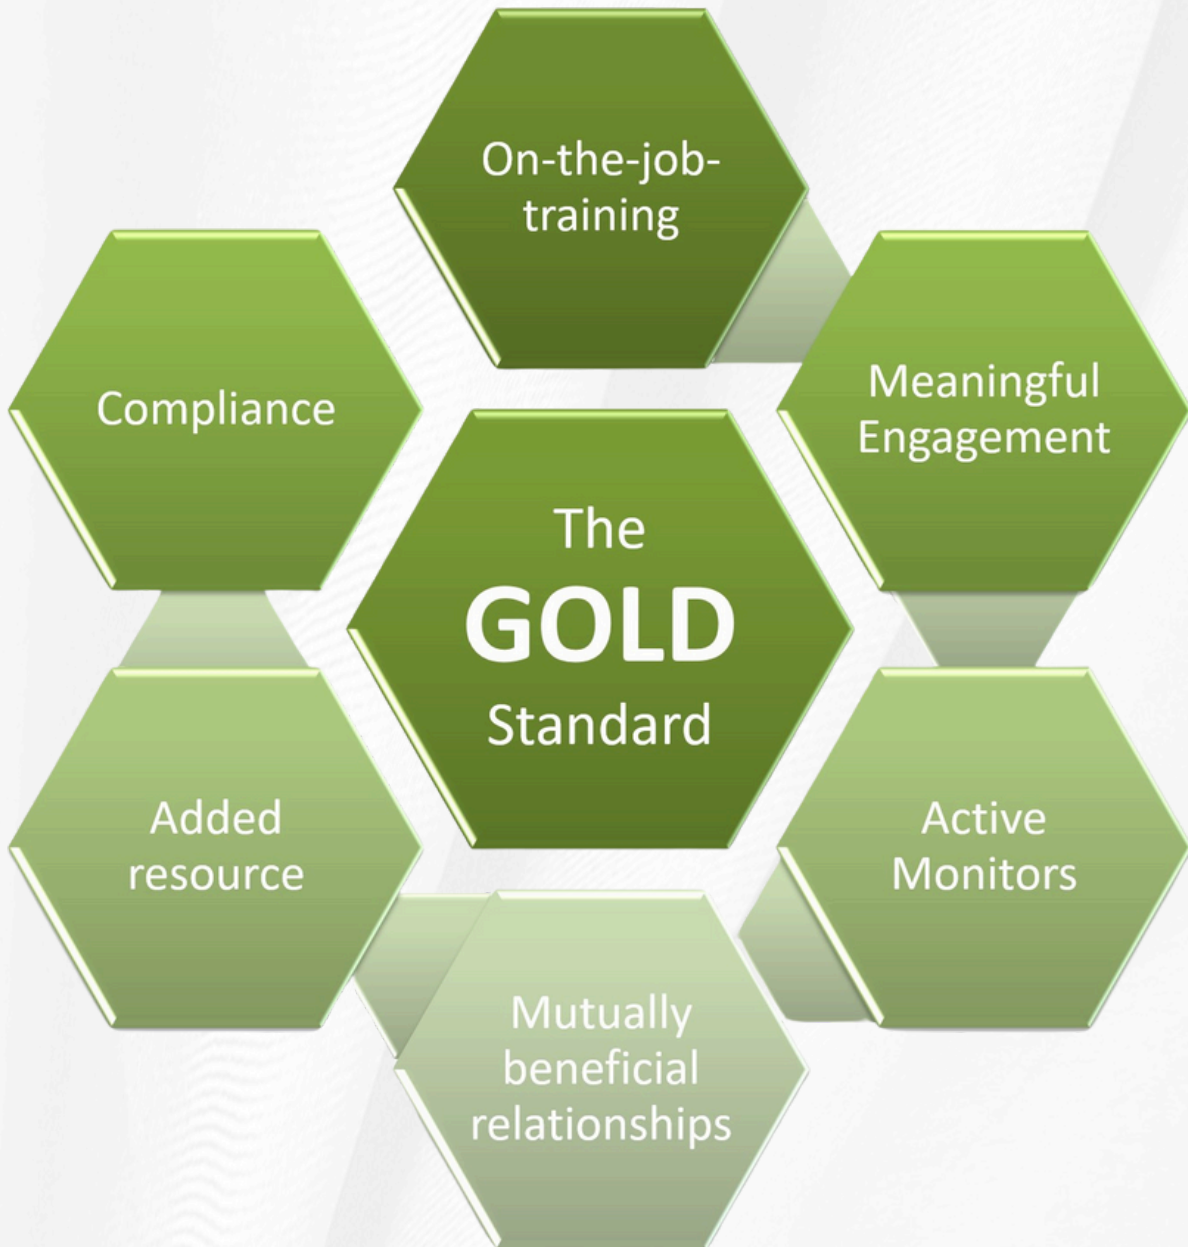 On-the-job-
training
Compliance
Meaningful
Engagement
The
GOLD
Standard
Added
resource
Active
Monitors
Mutually
beneficial
relationships